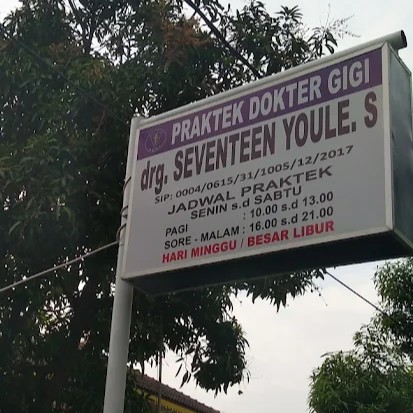 PRAKTEK DOKTER GIGI
drg. SEVENTEEN YOULE. S
SIP: 0004/0615/31/1005/12/2017
JADWAL PRAKTEK
SENIN s.d SABTU
PAGI : 10.00 s.d 13.00
SORE - MALAM : 16.00 s.d 21.00
HARI MINGGU / BESAR LIBUR